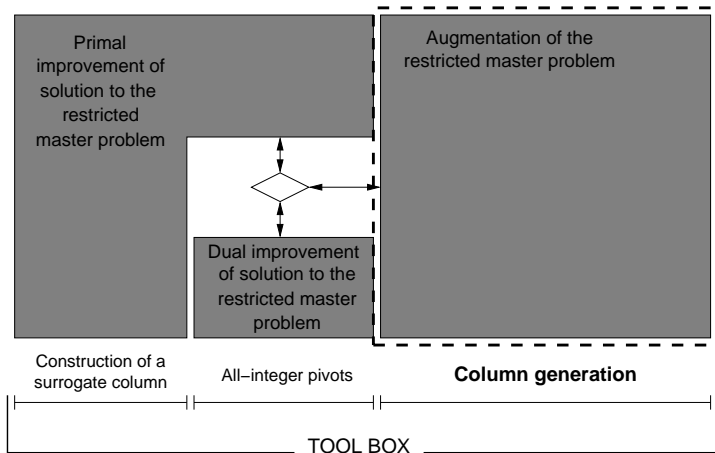 Primal
improvement of
solution to the
restricted
master problem
Augmentation of the
restricted master problem
Dual improvement
of solution to the
restricted master
problem
Construction of a
surrogate column
All−integer pivots
Column generation
TOOL BOX